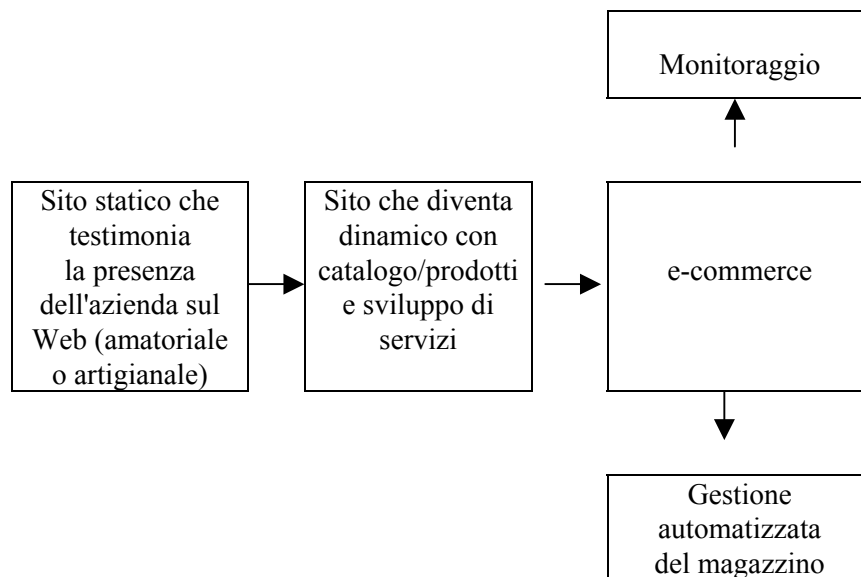 Monitoraggio
Sito statico che
testimonia
la presenza
dell'azienda sul
Web (amatoriale
o artigianale)
Sito che diventa
dinamico con
catalogo/prodotti
e sviluppo di
servizi
e-commerce
Gestione
automatizzata
del magazzino